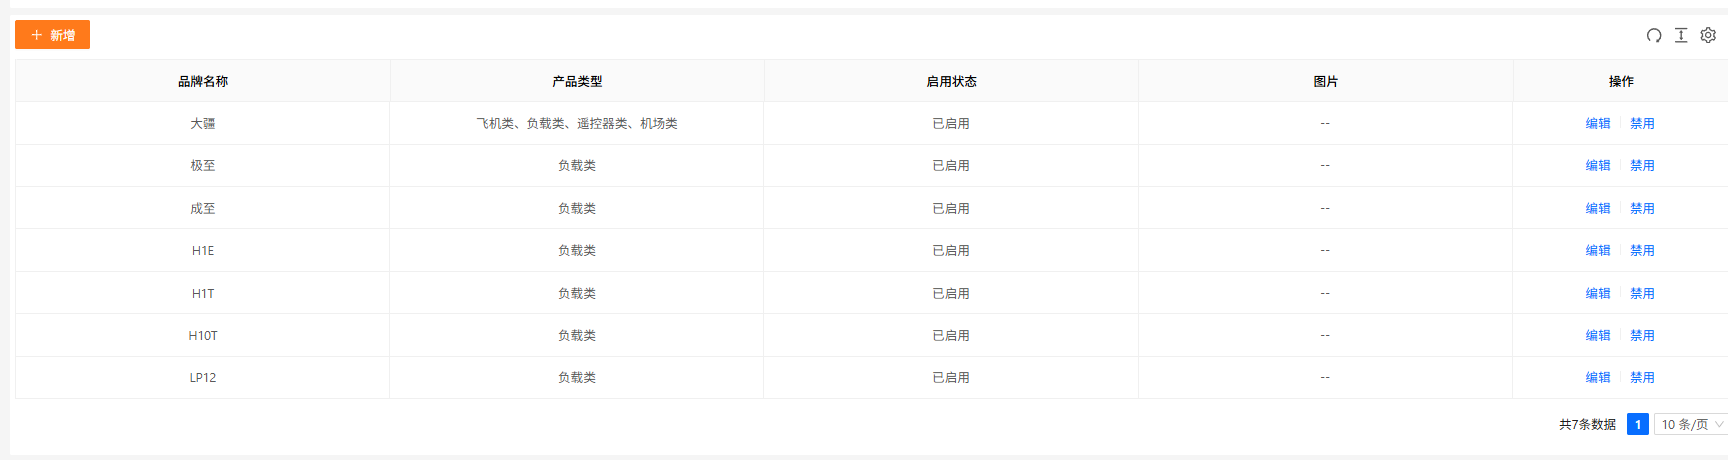 新增
品牌名称 产品类型 启用状态 图片 操作
大疆 飞机类、负载类、遥控器类、机场类 已启用 -- 编辑 禁用
极至 负载类 已启用 -- 编辑 禁用
成至 负载类 已启用 -- 编辑 禁用
H1E 负载类 已启用 -- 编辑 禁用
H1T 负载类 已启用 -- 编辑 禁用
H10T 负载类 已启用 -- 编辑 禁用
LP12 负载类 已启用 -- 编辑 禁用
共7条数据 1 10 条/页